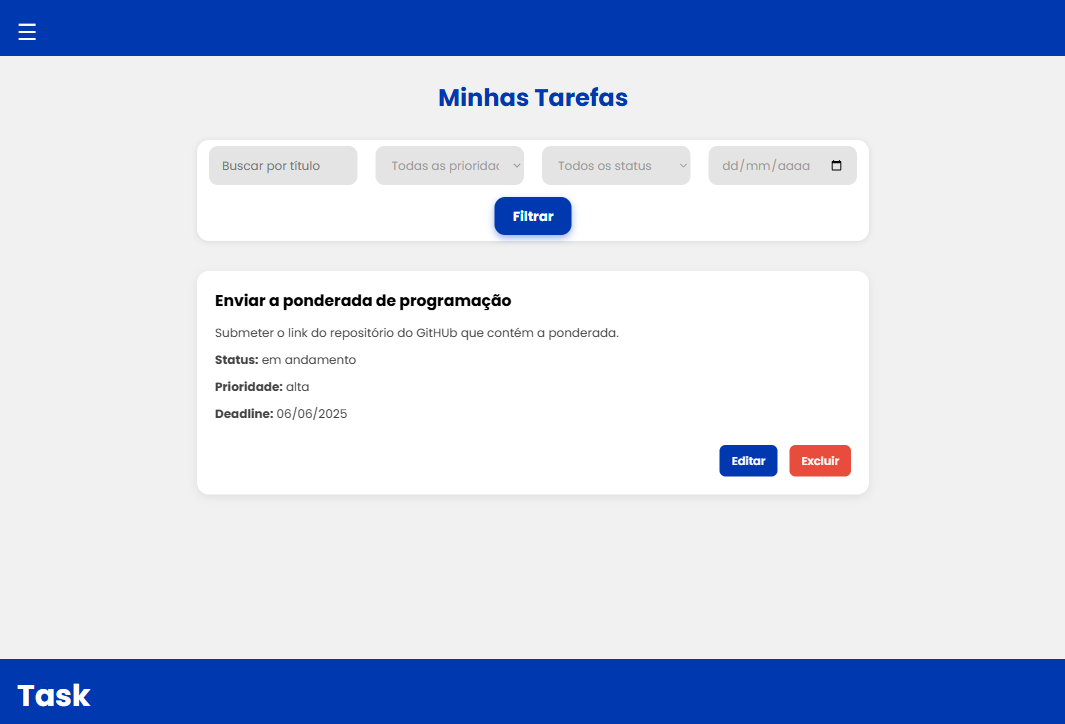 Minhas Tarefas
Buscar por título
Todas as prioridad
Todos os status
dd/mm/aaaa
Filtrar
Enviar a ponderada de programação
Submeter o link do repositório do GitHUb que contém a ponderada.
Status: em andamento
Prioridade: alta
Deadline: 06/06/2025
Editar
Excluir
Task